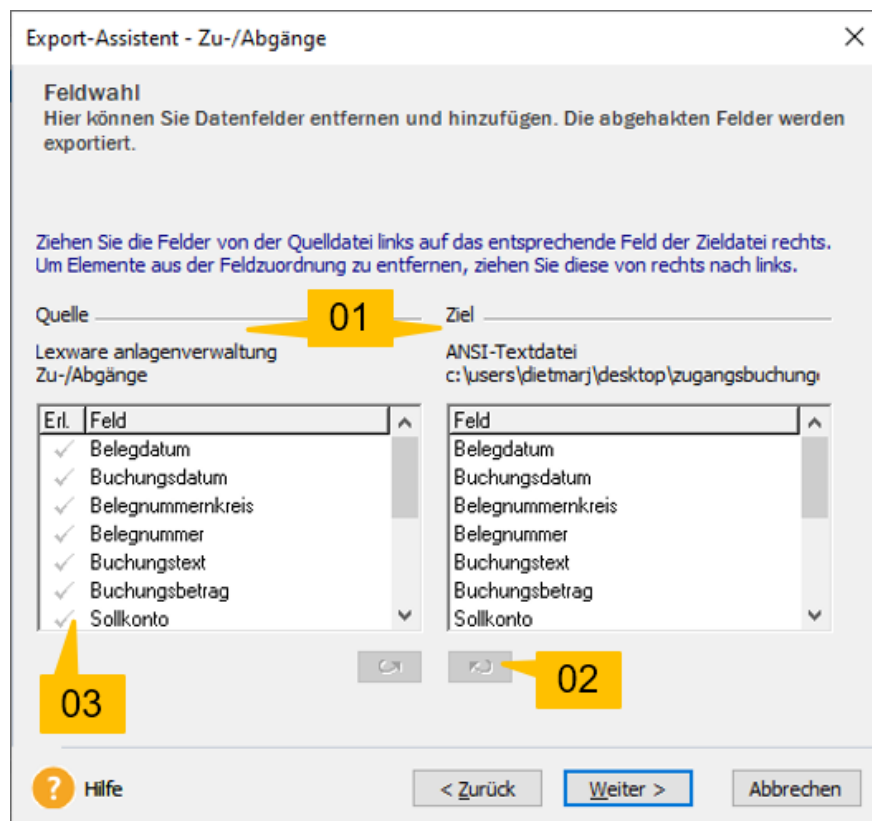 Export-Assistent - Zu-/Abgänge
Feldwahl
Hier können Sie Datenfelder entfernen und hinzufügen. Die abgehakten Felder werden
exportiert.
Ziehen Sie die Felder von der Quelldatei links auf das entsprechende Feld der Zieldatei rechts.
Um Elemente aus der Feldzuordnung zu entfernen, ziehen Sie diese von rechts nach links.
Quelle 01 Ziel
Lexware anlagenverwaltung
Zu-/Abgänge
ANSI-Textdatei
c:\users\dietmarj\desktop\zugangsbuchung
Erl. Feld
Belegdatum
Buchungsdatum
Belegnummernkreis
Belegnummer
Buchungstext
Buchungsbetrag
Sollkonto
Feld
Belegdatum
Buchungsdatum
Belegnummernkreis
Belegnummer
Buchungstext
Buchungsbetrag
Sollkonto
03
02
? Hilfe
< Zurück
Weiter >
Abbrechen